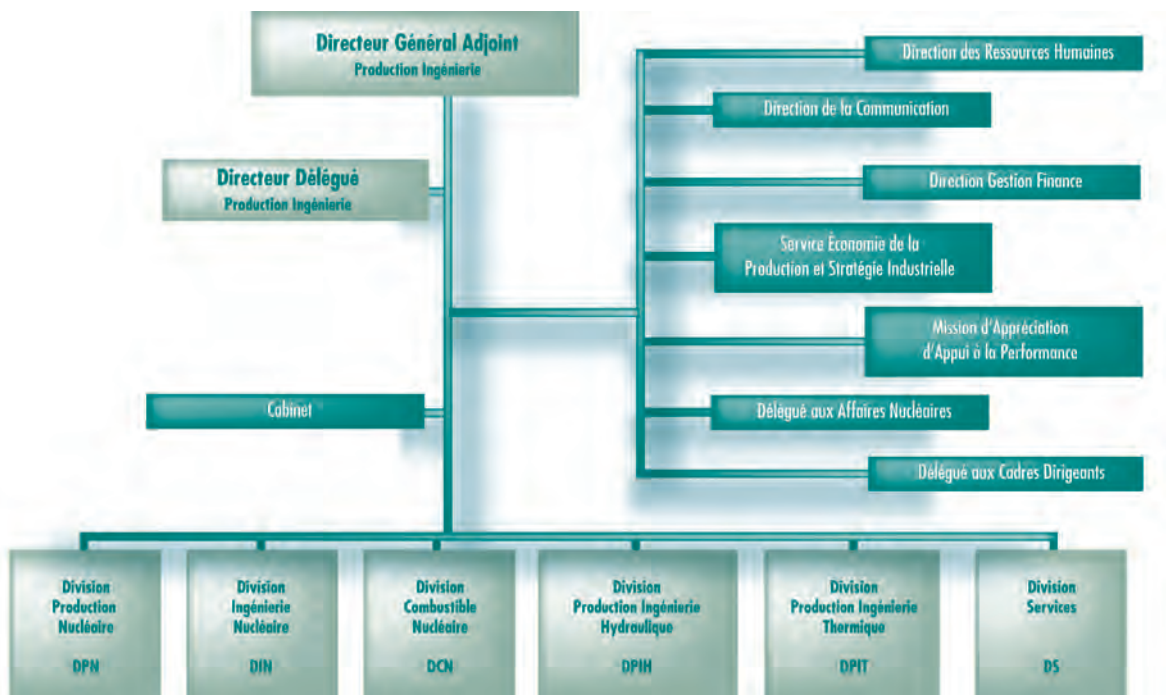 Directeur Général Adjoint
Production Ingénierie
Direction des Ressources Humaines
Direction de la Communication
Directeur Délégué
Production Ingénierie
Direction Gestion Finance
Service Économie de la
Production et Stratégie Industrielle
Mission d'Appréciation
d'Appui à la Performance
Cabinet
Délégué aux Affaires Nucléaires
Délégué aux Cadres Dirigeants
Division
Production
Nucléaire
DPN
Division
Ingénierie
Nucléaire
DIN
Division
Combustible
Nucléaire
DCN
Division
Production Ingénierie
Hydraulique
DPIH
Division
Production Ingénierie
Thermique
DPIT
Division
Services
DS